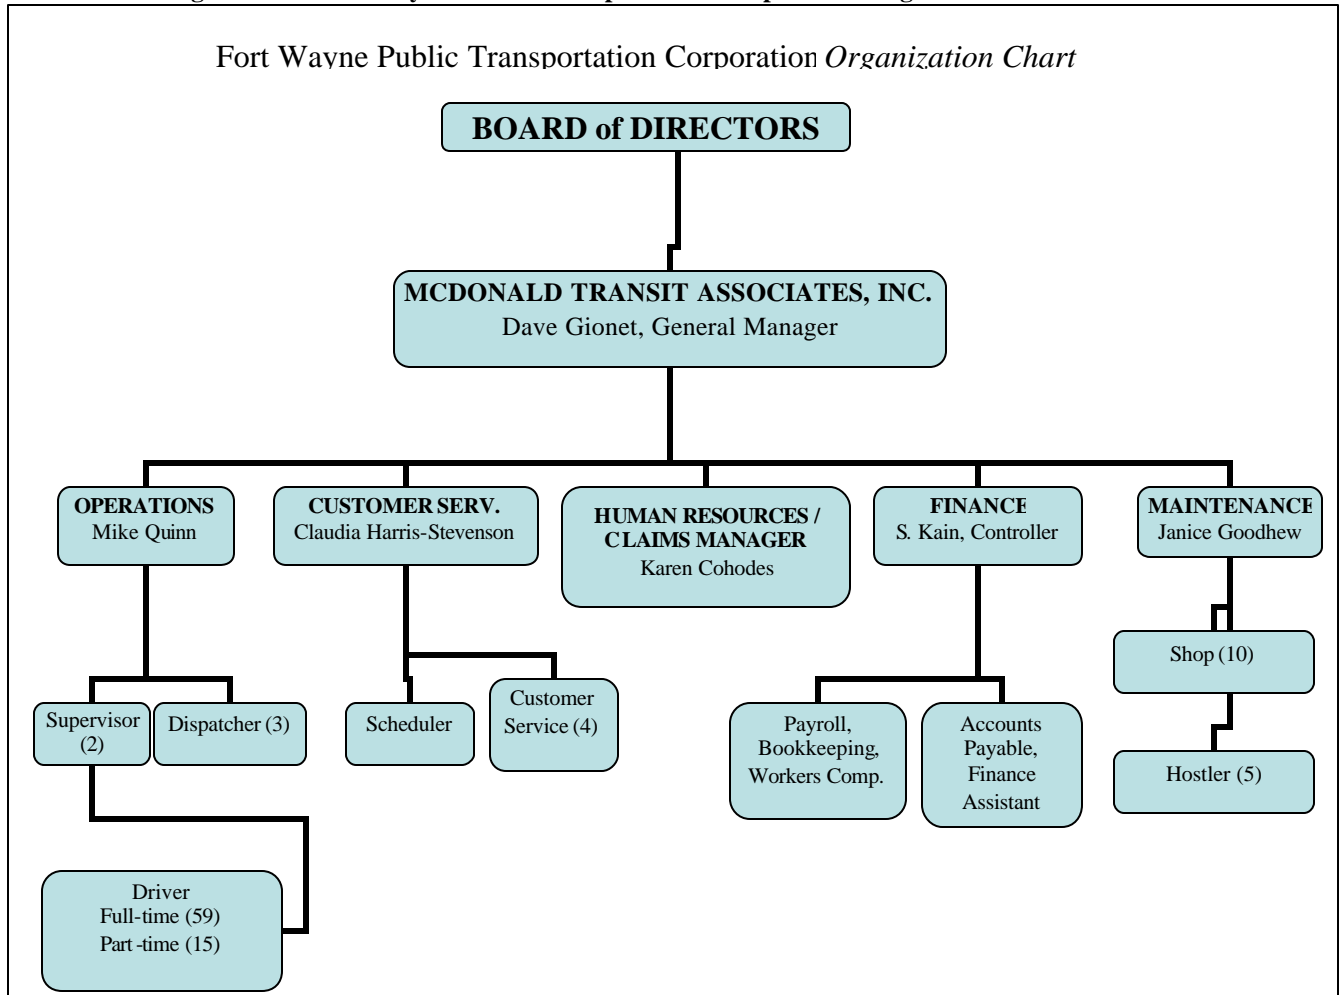 Fort Wayne Public Transportation Corporation Organization Chart
BOARD of DIRECTORS
MCDONALD TRANSIT ASSOCIATES, INC.
Dave Gionet, General Manager
OPERATIONS
Mike Quinn
CUSTOMER SERV.
Claudia Harris-Stevenson
HUMAN RESOURCES /
CLAIMS MANAGER
Karen Cohodes
FINANCE
S. Kain, Controller
MAINTENANCE
Janice Goodhew
Shop (10)
Supervisor
(2)
Dispatcher (3)
Scheduler
Customer
Service (4)
Payroll,
Bookkeeping,
Workers Comp.
Accounts
Payable,
Finance
Assistant
Hostler (5)
Driver
Full-time (59)
Part-time (15)